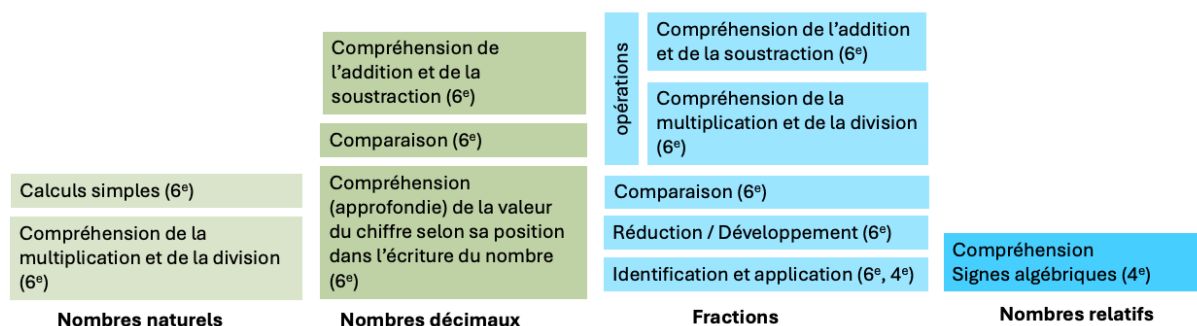 Calculs simples (6ᵉ)
Compréhension de la
multiplication et de la division
(6ᵉ)
Nombres naturels
Compréhension de
l’addition et de la
soustraction (6ᵉ)
Comparaison (6ᵉ)
Compréhension
(approfondie) de la valeur
du chiffre selon sa position
dans l’écriture du nombre
(6ᵉ)
Nombres décimaux
opérations
Compréhension de l’addition
et de la soustraction (6ᵉ)
Compréhension de la
multiplication et de la division
(6ᵉ)
Comparaison (6ᵉ)
Réduction / Développement (6ᵉ)
Identification et application (6ᵉ, 4ᵉ)
Fractions
Compréhension
Signes algébriques (4ᵉ)
Nombres relatifs